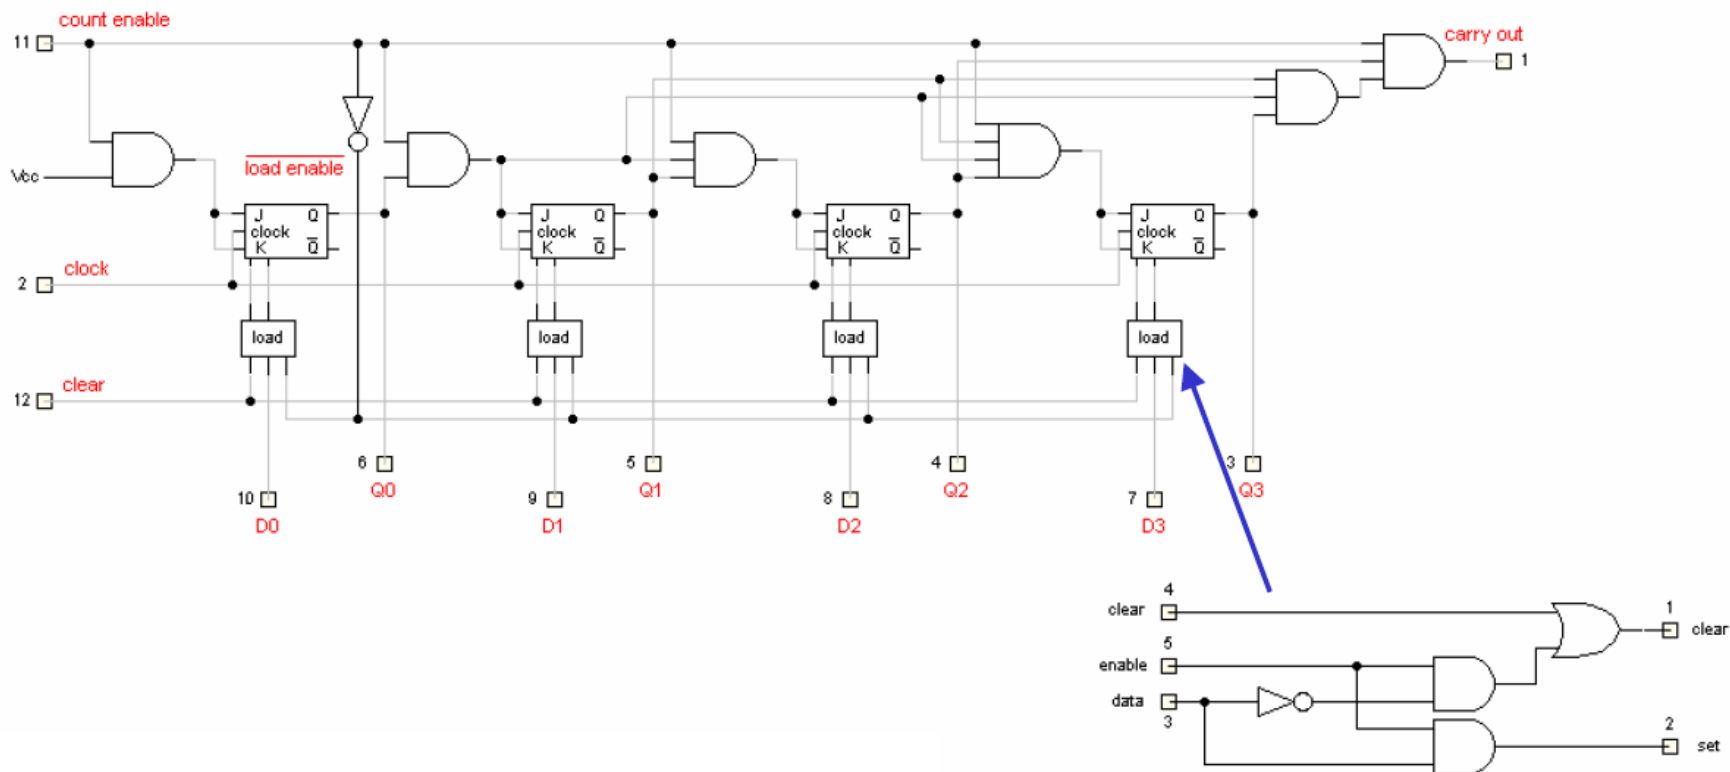 count enable
11
carry out
1
load enable
Vcc
J Q
clock
K Q
J Q
clock
K Q
J Q
clock
K Q
J Q
clock
K Q
clock
2
load
load
load
load
clear
12
6
Q0
5
Q1
4
Q2
3
Q3
10
D0
9
D1
8
D2
7
D3
4
clear
1
clear
5
enable
data
3
2
set